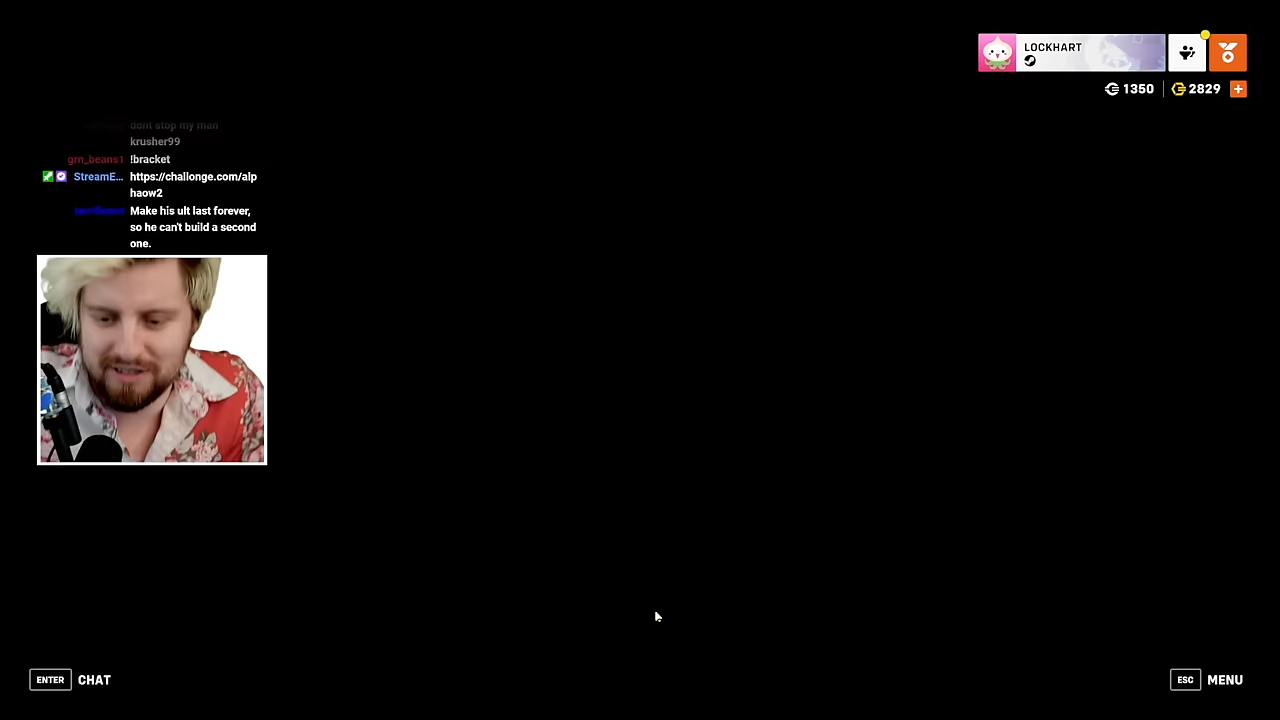 LOCKHART
1350
2829
dont stop my man
krusher99
grn_beans1 !bracket
StreamE... https://challonge.com/alp
haow2
Make his ult last forever,
so he can't build a second
one.
ENTER CHAT
ESC MENU